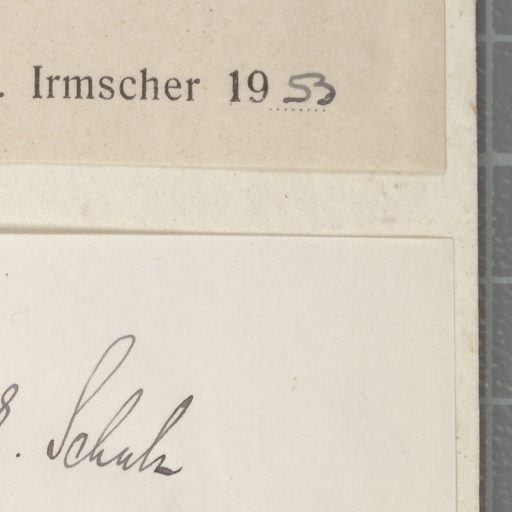 . Irmscher 1953
. Schulz